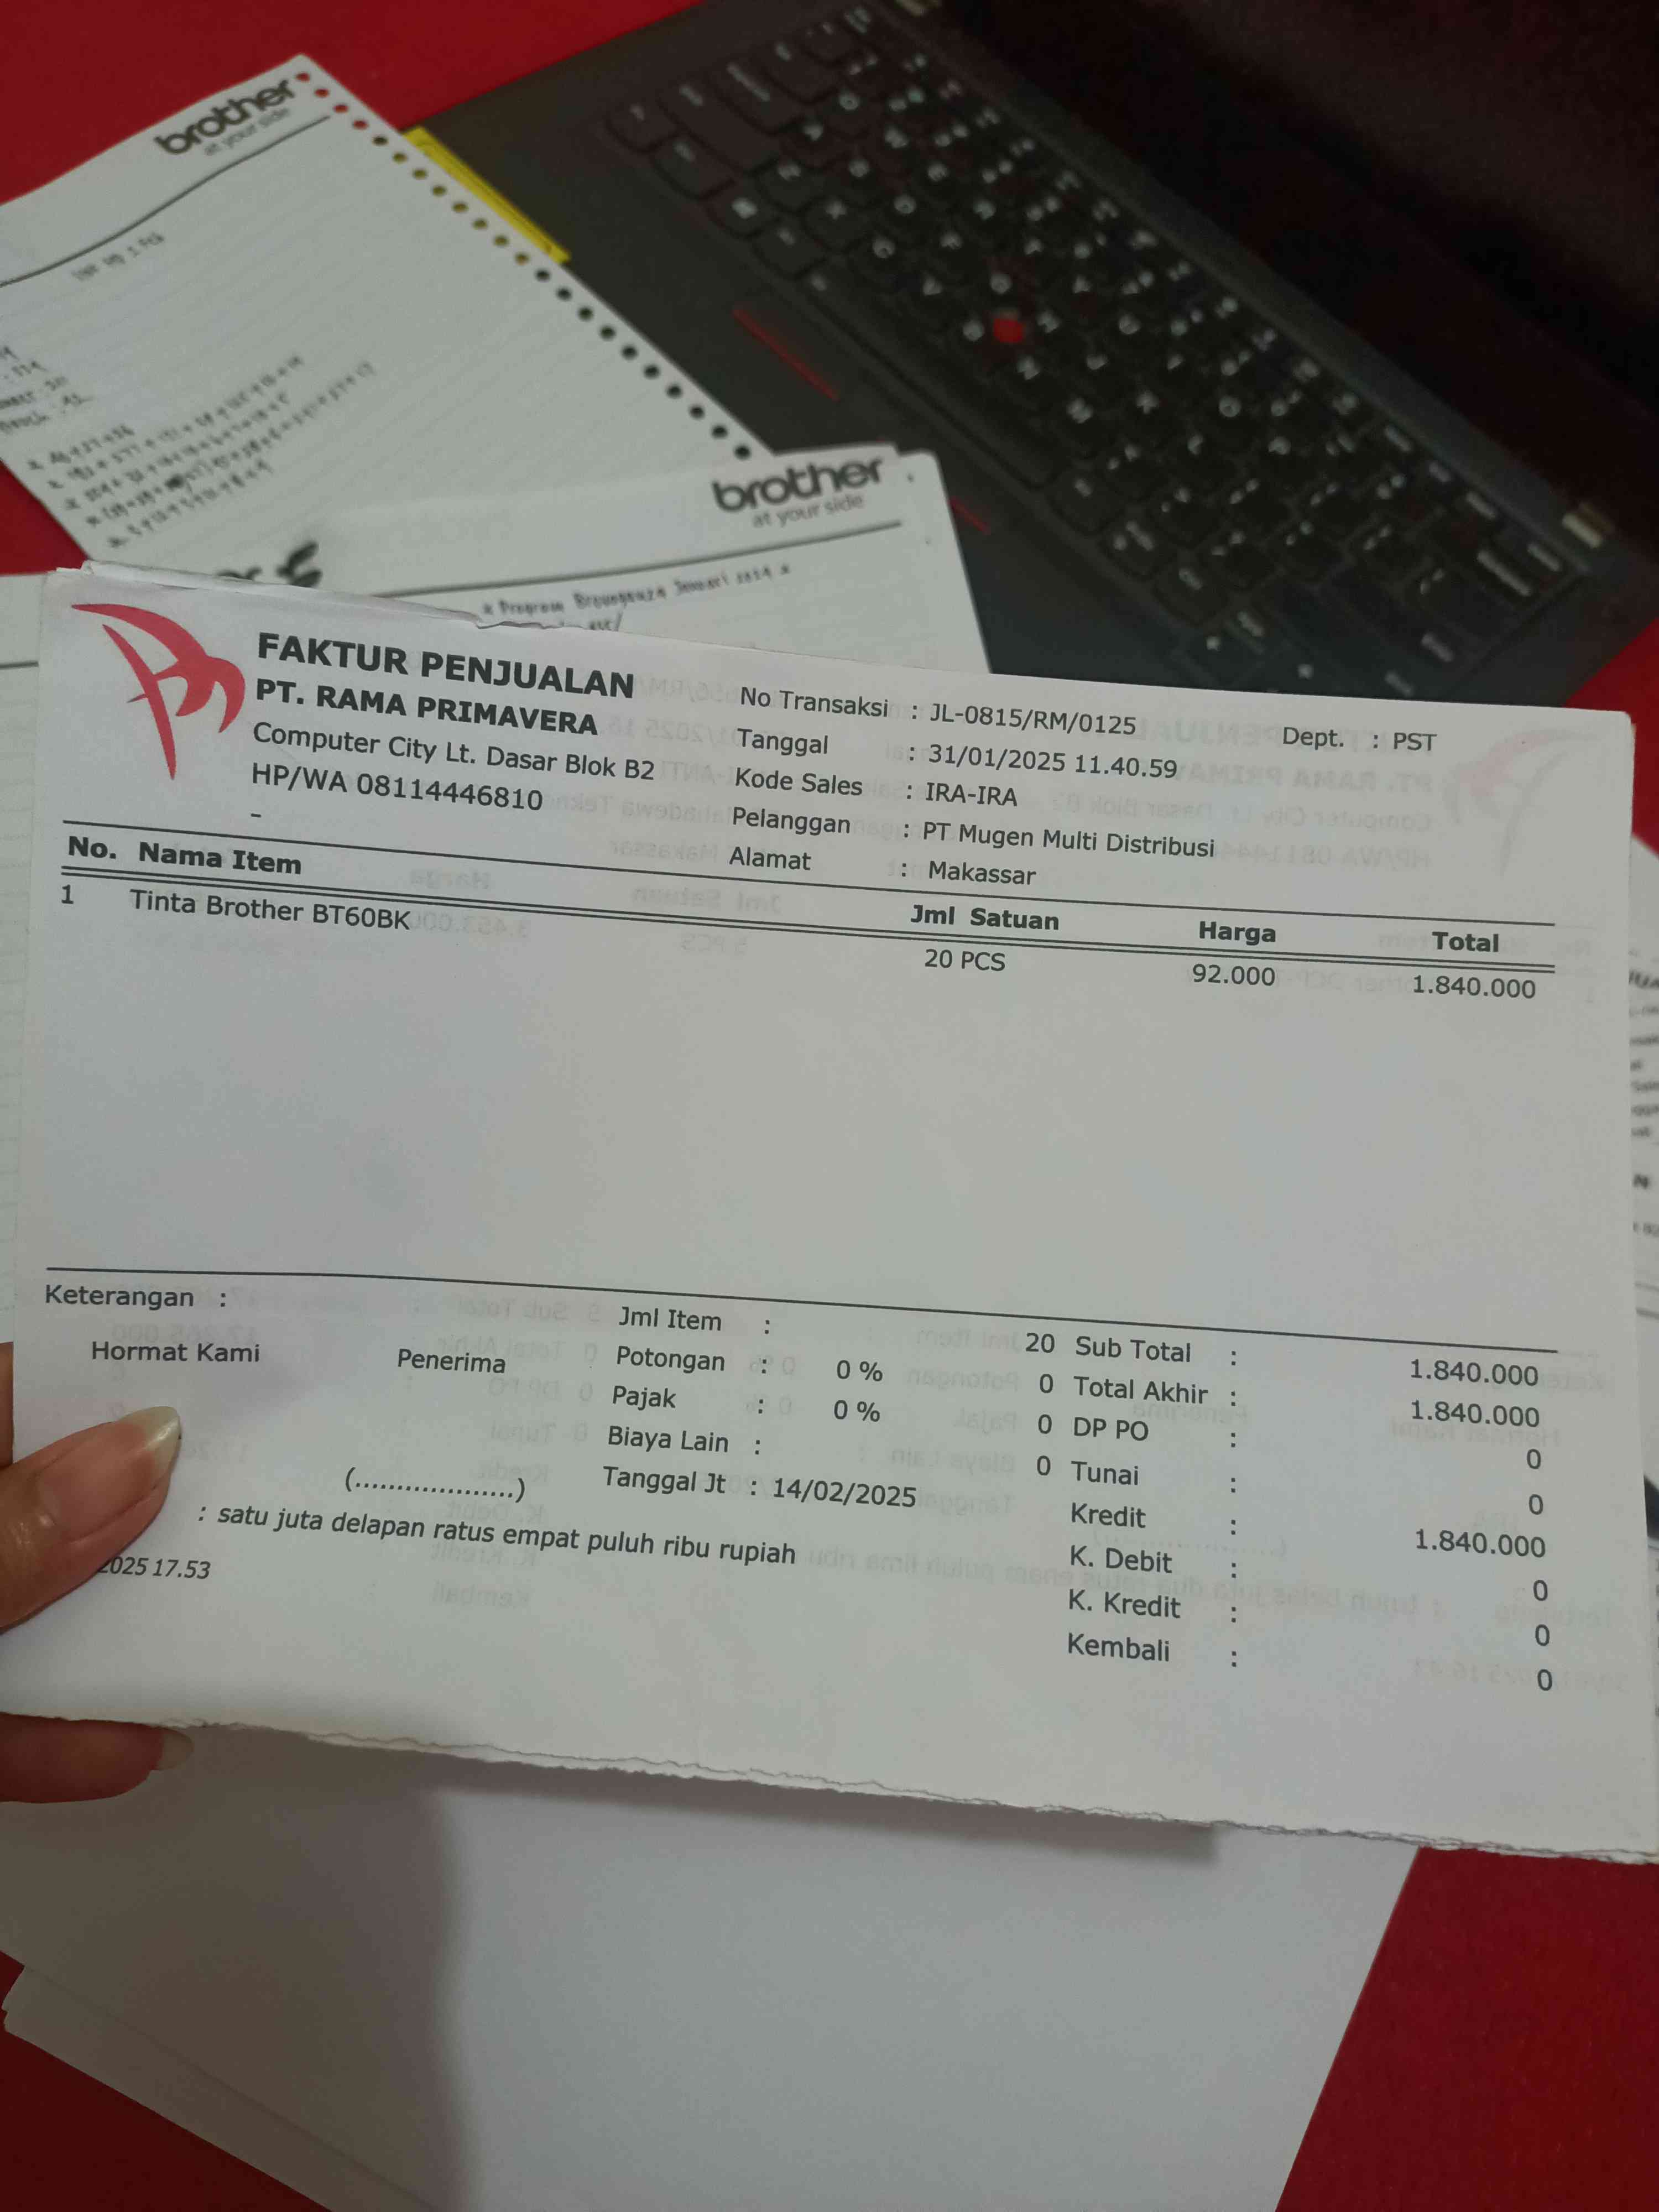 brother
at your side
brother
at your side
FAKTUR PENJUALAN
PT. RAMA PRIMAVERA
Computer City Lt. Dasar Blok B2
HP/WA 08114446810
-
No Transaksi : JL-0815/RM/0125
Tanggal : 31/01/2025 11.40.59
Kode Sales : IRA-IRA
Pelanggan : PT Mugen Multi Distribusi
Alamat : Makassar
Dept. : PST
No. Nama Item Jml Satuan Harga Total
1 Tinta Brother BT60BK 20 PCS 92.000 1.840.000
Keterangan :
Hormat Kami Penerima
(...................)
Jml Item : 20
Potongan : 0 % 0
Pajak : 0 % 0
Biaya Lain : 0
Tanggal Jt : 14/02/2025
Sub Total : 1.840.000
Total Akhir : 1.840.000
DP PO : 0
Tunai : 0
Kredit : 1.840.000
K. Debit : 0
K. Kredit : 0
Kembali : 0
: satu juta delapan ratus empat puluh ribu rupiah
2025 17.53